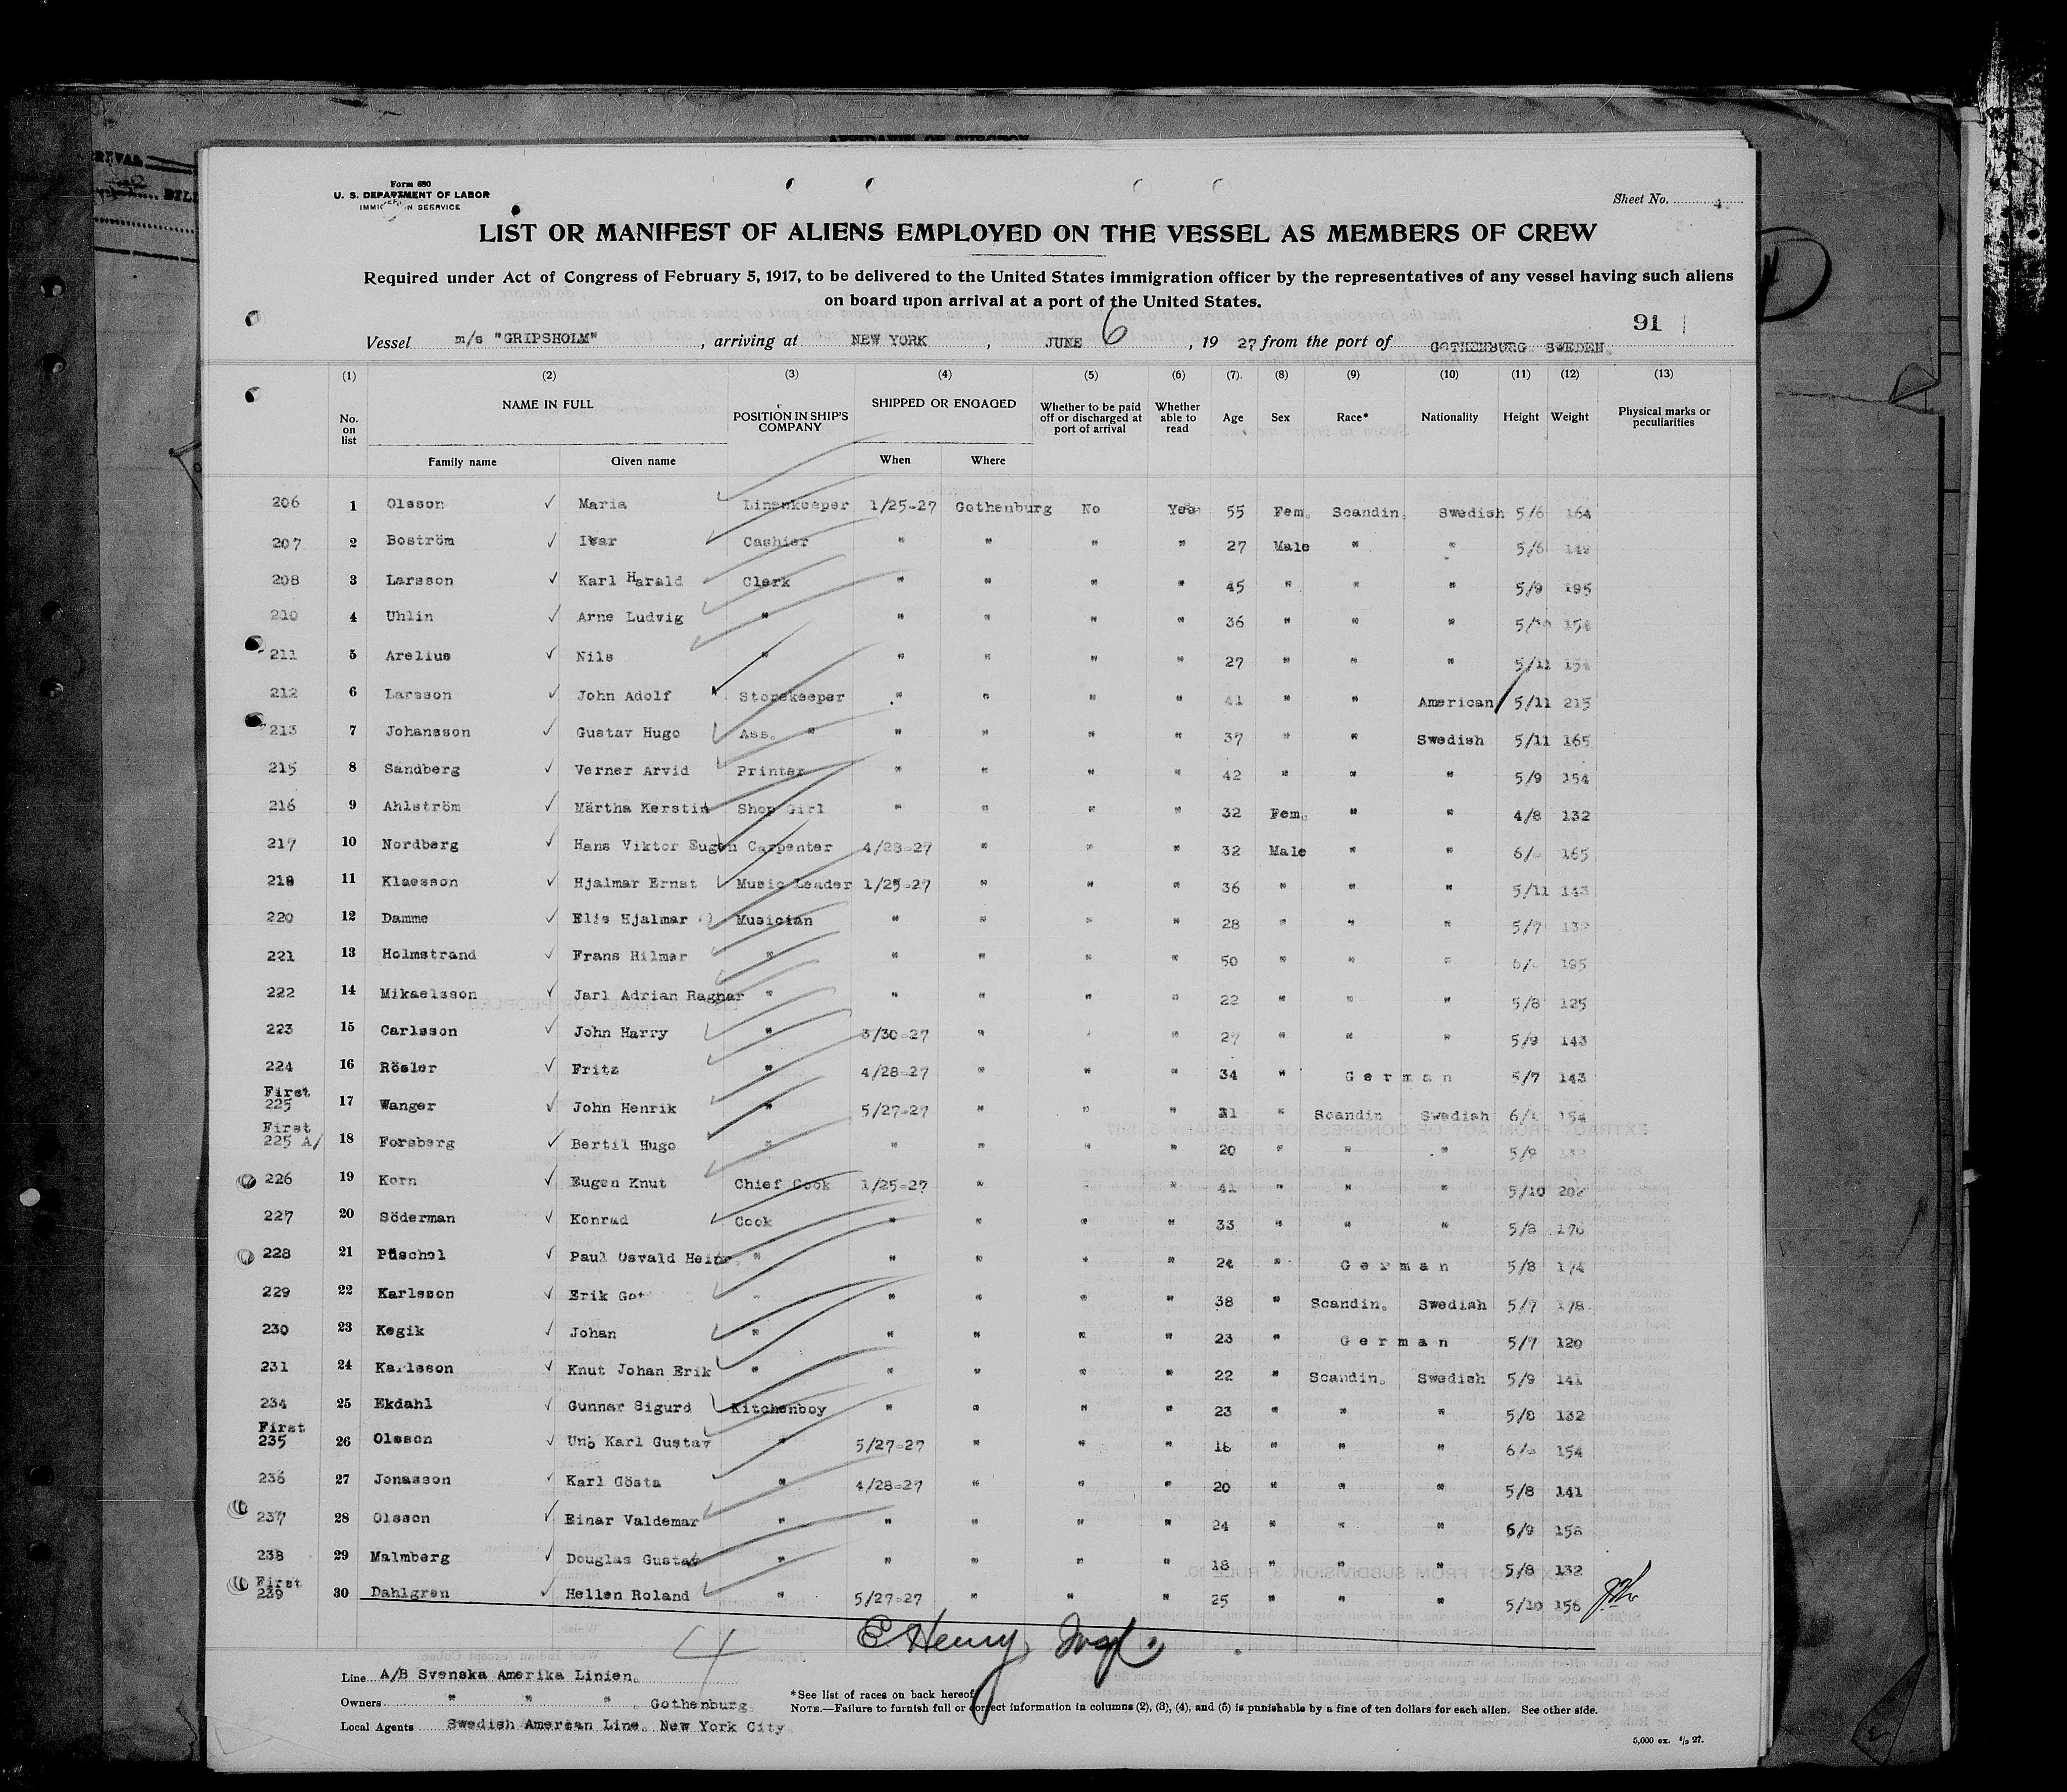 AFFIDAVIT OF SURGEON
Form 680
U. S. DEPARTMENT OF LABOR
IMMIGRATION SERVICE
Sheet No. 4
LIST OR MANIFEST OF ALIENS EMPLOYED ON THE VESSEL AS MEMBERS OF CREW
Required under Act of Congress of February 5, 1917, to be delivered to the United States immigration officer by the representatives of any vessel having such aliens
on board upon arrival at a port of the United States.
91
Vessel m/s "GRIPSHOLM", arriving at NEW YORK, JUNE 6, 1927 from the port of GOTHENBURG SWEDEN.
(1) (2) (3) (4) (5) (6) (7). (8) (9) (10) (11) (12) (13)
No. on list NAME IN FULL POSITION IN SHIP'S COMPANY SHIPPED OR ENGAGED Whether to be paid off or discharged at port of arrival Whether able to read Age Sex Race* Nationality Height Weight Physical marks or peculiarities
Family name Given name When Where
206 1 Olsson Maria Linenkeeper 1/25-27 Gothenburg No Yes 55 Fem. Scandin. Swedish 5/6 164
207 2 Boström Ivar Cashier " " " " 27 Male " " 5/6 149
208 3 Larsson Karl Harald Clerk " " " " 45 " " " 5/9 195
210 4 Uhlin Arne Ludvig " " " " " 36 " " "
211 5 Arelius Nils " " " " " 27 " " " 5/11 154
212 6 Larsson John Adolf Storekeeper " " " " 41 " " American 5/11 215
213 7 Johansson Gustav Hugo Ass. " " " " " 37 " " Swedish 5/11 165
215 8 Sandberg Verner Arvid Printer " " " " 42 " " " 5/9 154
216 9 Ahlström Märtha Kerstin Shop Girl " " " " 32 Fem. " " 4/8 132
217 10 Nordberg Hans Viktor Eugen Carpenter 4/28-27 " " " 32 Male " " 165
218 11 Klaesson Hjalmar Ernst Music Leader 1/25-27 " " " 36 " " " 5/11 143
220 12 Damme Elis Hjalmar Musician " " " " 28 " " " 5/7
221 13 Holmstrand Frans Hilmer " " " " " 50 " " " 195
222 14 Mikaelsson Jarl Adrian Ragnar " " " " " 22 " " " 5/8 125
223 15 Carlsson John Harry " 3/30-27 " " " 27 " " " 5/9 143
224 16 Rösler Fritz " 4/28-27 " " " 34 " German 5/7 143
First
225 17 Wanger John Henrik " 5/27-27 " " " 31 " Scandin Swedish 154
First
225 A/ 18 Forsberg Bertil Hugo " " " " " 20 " " " 5/9
226 19 Korn Eugen Knut Chief Cook 1/25-27 " " " 41 " " " 5/10 202
227 20 Söderman Konrad Cook " " " " 33 " " " 5/8 176
228 21 Püschel Paul Osvald Heinr. " " " " " 24 " German 5/8 174
229 22 Karlsson Erik Got " " " " " 38 " Scandin. Swedish 5/7 178
230 23 Kegik Johan " " " " " 23 " German 5/7 120
231 24 Karlsson Knut Johan Erik " " " " " 22 " Scandin. Swedish 5/9 141
234 25 Ekdahl Gunnar Sigurd Kitchenboy " " " " 23 " " " 5/8 132
First
235 26 Olsson Uno Karl Gustav " 5/27-27 " " " 18 " " " 154
236 27 Jonasson Karl Gösta " 4/28-27 " " " 20 " " " 5/8 141
237 28 Olsson Einar Valdemar " " " " " 24 " " " 6/9 158
238 29 Malmberg Douglas Gustav " " " " " 18 " " " 5/8 132
First
239 30 Dahlgren Hellen Roland " 5/27-27 " " " 25 " " " 5/10 156
4
Henry
Line A/B Svenska Amerika Linien.
Owners " " " , Gothenburg.
Local Agents Swedish American Line. New York City
*See list of races on back hereof.
NOTE.—Failure to furnish full or correct information in columns (2), (3), (4), and (5) is punishable by a fine of ten dollars for each alien. See other side.